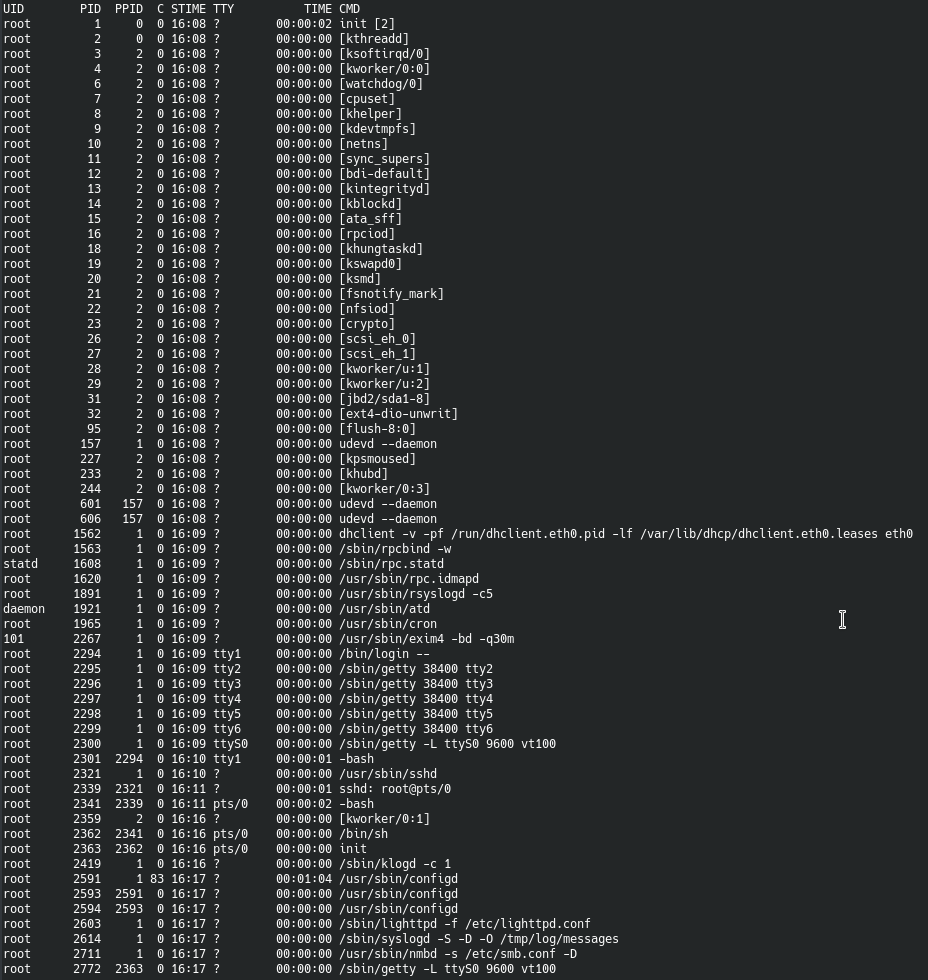 UID        PID  PPID  C STIME TTY          TIME CMD
root         1     0  0 16:08 ?        00:00:02 init [2]
root         2     0  0 16:08 ?        00:00:00 [kthreadd]
root         3     2  0 16:08 ?        00:00:00 [ksoftirqd/0]
root         4     2  0 16:08 ?        00:00:00 [kworker/0:0]
root         6     2  0 16:08 ?        00:00:00 [watchdog/0]
root         7     2  0 16:08 ?        00:00:00 [cpuset]
root         8     2  0 16:08 ?        00:00:00 [khelper]
root         9     2  0 16:08 ?        00:00:00 [kdevtmpfs]
root        10     2  0 16:08 ?        00:00:00 [netns]
root        11     2  0 16:08 ?        00:00:00 [sync_supers]
root        12     2  0 16:08 ?        00:00:00 [bdi-default]
root        13     2  0 16:08 ?        00:00:00 [kintegrityd]
root        14     2  0 16:08 ?        00:00:00 [kblockd]
root        15     2  0 16:08 ?        00:00:00 [ata_sff]
root        16     2  0 16:08 ?        00:00:00 [rpciod]
root        18     2  0 16:08 ?        00:00:00 [khungtaskd]
root        19     2  0 16:08 ?        00:00:00 [kswapd0]
root        20     2  0 16:08 ?        00:00:00 [ksmd]
root        21     2  0 16:08 ?        00:00:00 [fsnotify_mark]
root        22     2  0 16:08 ?        00:00:00 [nfsiod]
root        23     2  0 16:08 ?        00:00:00 [crypto]
root        26     2  0 16:08 ?        00:00:00 [scsi_eh_0]
root        27     2  0 16:08 ?        00:00:00 [scsi_eh_1]
root        28     2  0 16:08 ?        00:00:00 [kworker/u:1]
root        29     2  0 16:08 ?        00:00:00 [kworker/u:2]
root        31     2  0 16:08 ?        00:00:00 [jbd2/sda1-8]
root        32     2  0 16:08 ?        00:00:00 [ext4-dio-unwrit]
root        95     2  0 16:08 ?        00:00:00 [flush-8:0]
root       157     1  0 16:08 ?        00:00:00 udevd --daemon
root       227     2  0 16:08 ?        00:00:00 [kpsmoused]
root       233     2  0 16:08 ?        00:00:00 [khubd]
root       244     2  0 16:08 ?        00:00:00 [kworker/0:3]
root       601   157  0 16:08 ?        00:00:00 udevd --daemon
root       606   157  0 16:08 ?        00:00:00 udevd --daemon
root      1562     1  0 16:09 ?        00:00:00 dhclient -v -pf /run/dhclient.eth0.pid -lf /var/lib/dhcp/dhclient.eth0.leases eth0
root      1563     1  0 16:09 ?        00:00:00 /sbin/rpcbind -w
statd     1608     1  0 16:09 ?        00:00:00 /sbin/rpc.statd
root      1620     1  0 16:09 ?        00:00:00 /usr/sbin/rpc.idmapd
root      1891     1  0 16:09 ?        00:00:00 /usr/sbin/rsyslogd -c5
daemon    1921     1  0 16:09 ?        00:00:00 /usr/sbin/atd
root      1965     1  0 16:09 ?        00:00:00 /usr/sbin/cron
101       2267     1  0 16:09 ?        00:00:00 /usr/sbin/exim4 -bd -q30m
root      2294     1  0 16:09 tty1     00:00:00 /bin/login --
root      2295     1  0 16:09 tty2     00:00:00 /sbin/getty 38400 tty2
root      2296     1  0 16:09 tty3     00:00:00 /sbin/getty 38400 tty3
root      2297     1  0 16:09 tty4     00:00:00 /sbin/getty 38400 tty4
root      2298     1  0 16:09 tty5     00:00:00 /sbin/getty 38400 tty5
root      2299     1  0 16:09 tty6     00:00:00 /sbin/getty 38400 tty6
root      2300     1  0 16:09 ttyS0    00:00:00 /sbin/getty -L ttyS0 9600 vt100
root      2301  2294  0 16:10 tty1     00:00:01 -bash
root      2321     1  0 16:10 ?        00:00:00 /usr/sbin/sshd
root      2339  2321  0 16:11 ?        00:00:01 sshd: root@pts/0
root      2341  2339  0 16:11 pts/0    00:00:02 -bash
root      2359     2  0 16:16 ?        00:00:00 [kworker/0:1]
root      2362  2341  0 16:16 pts/0    00:00:00 /bin/sh
root      2363  2362  0 16:16 pts/0    00:00:00 init
root      2419     1  0 16:16 ?        00:00:00 /sbin/klogd -c 1
root      2591     1 83 16:17 ?        00:01:04 /usr/sbin/configd
root      2593  2591  0 16:17 ?        00:00:00 /usr/sbin/configd
root      2594  2593  0 16:17 ?        00:00:00 /usr/sbin/configd
root      2603     1  0 16:17 ?        00:00:00 /sbin/lighttpd -f /etc/lighttpd.conf
root      2614     1  0 16:17 ?        00:00:00 /sbin/syslogd -S -D -O /tmp/log/messages
root      2711     1  0 16:17 ?        00:00:00 /usr/sbin/nmbd -s /etc/smb.conf -D
root      2772  2363  0 16:17 ?        00:00:00 /sbin/getty -L ttyS0 9600 vt100